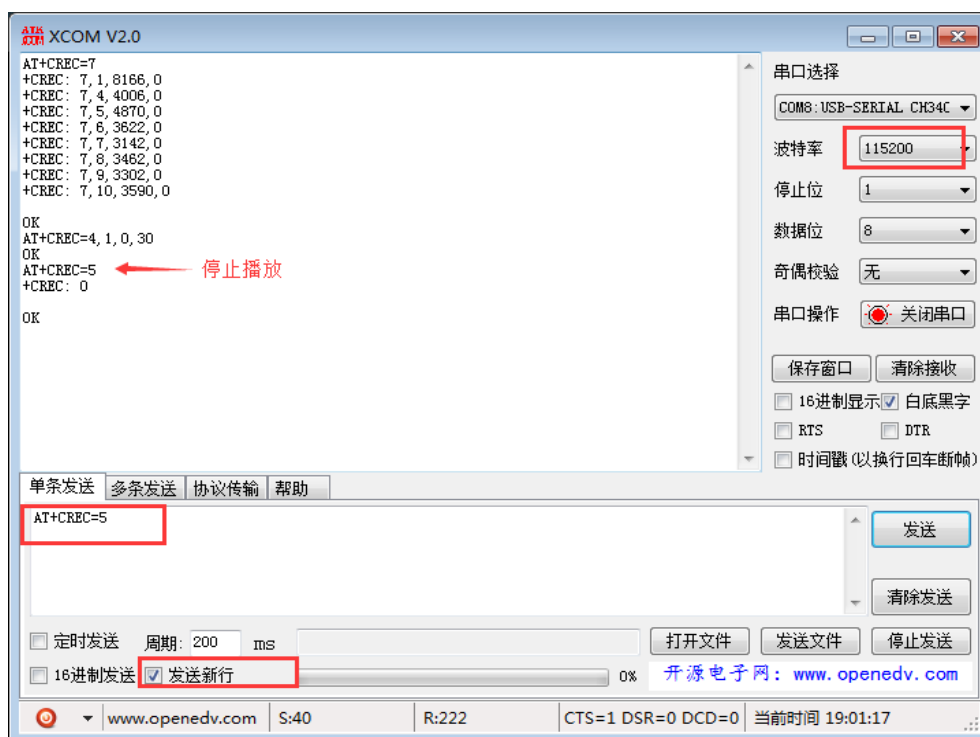 XCOM V2.0
AT+CREC=7
+CREC: 7,1,8166,0
+CREC: 7,4,4006,0
+CREC: 7,5,4870,0
+CREC: 7,6,3622,0
+CREC: 7,7,3142,0
+CREC: 7,8,3462,0
+CREC: 7,9,3302,0
+CREC: 7,10,3590,0
OK
AT+CREC=4,1,0,30
OK
AT+CREC=5 停止播放
+CREC: 0
OK
串口选择
COM8:USB-SERIAL CH34
波特率 115200
停止位 1
数据位 8
奇偶校验 无
串口操作 关闭串口
保存窗口 清除接收
16进制显示 白底黑字
RTS DTR
时间戳(以换行回车断帧)
单条发送 多条发送 协议传输 帮助
AT+CREC=5
发送
清除发送
定时发送 周期: 200 ms 打开文件 发送文件 停止发送
16进制发送 发送新行 0% 开源电子网: www.openedv.com
www.openedv.com S:40 R:222 CTS=1 DSR=0 DCD=0 当前时间 19:01:17